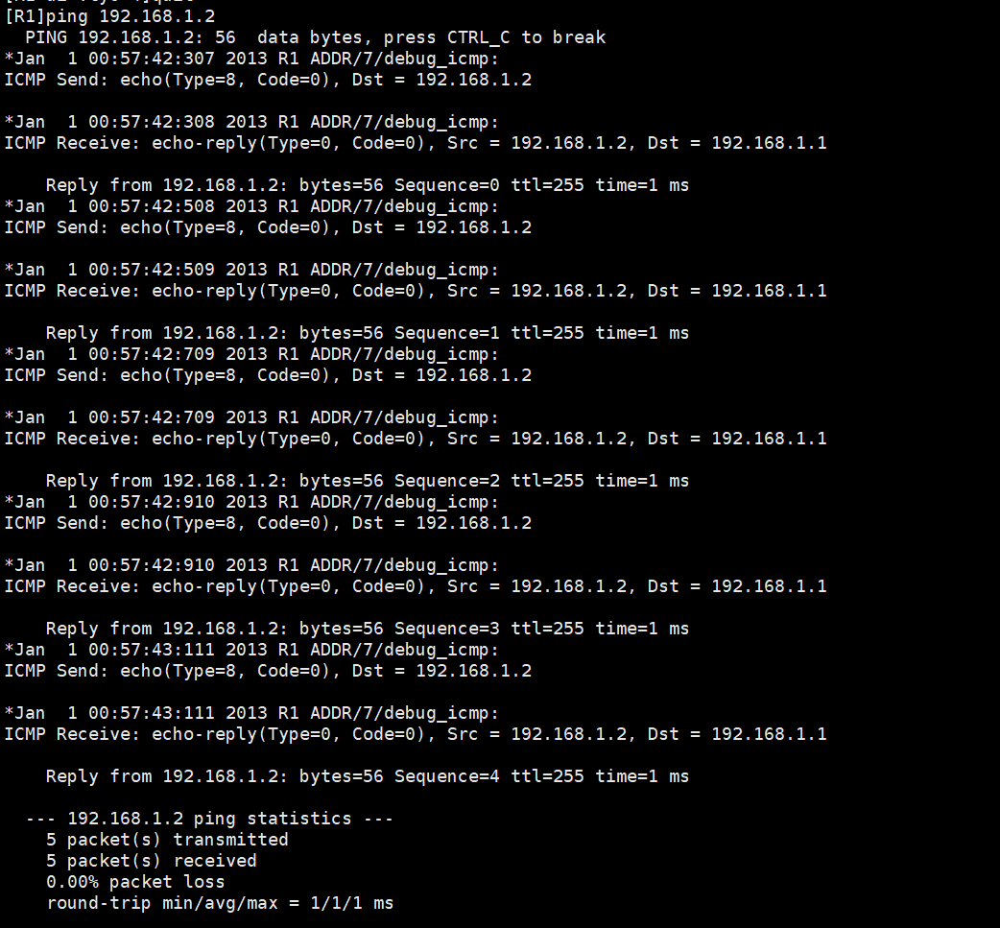 [R1]ping 192.168.1.2
  PING 192.168.1.2: 56  data bytes, press CTRL_C to break
*Jan  1 00:57:42:307 2013 R1 ADDR/7/debug_icmp:
ICMP Send: echo(Type=8, Code=0), Dst = 192.168.1.2
*Jan  1 00:57:42:308 2013 R1 ADDR/7/debug_icmp:
ICMP Receive: echo-reply(Type=0, Code=0), Src = 192.168.1.2, Dst = 192.168.1.1
    Reply from 192.168.1.2: bytes=56 Sequence=0 ttl=255 time=1 ms
*Jan  1 00:57:42:508 2013 R1 ADDR/7/debug_icmp:
ICMP Send: echo(Type=8, Code=0), Dst = 192.168.1.2
*Jan  1 00:57:42:509 2013 R1 ADDR/7/debug_icmp:
ICMP Receive: echo-reply(Type=0, Code=0), Src = 192.168.1.2, Dst = 192.168.1.1
    Reply from 192.168.1.2: bytes=56 Sequence=1 ttl=255 time=1 ms
*Jan  1 00:57:42:709 2013 R1 ADDR/7/debug_icmp:
ICMP Send: echo(Type=8, Code=0), Dst = 192.168.1.2
*Jan  1 00:57:42:709 2013 R1 ADDR/7/debug_icmp:
ICMP Receive: echo-reply(Type=0, Code=0), Src = 192.168.1.2, Dst = 192.168.1.1
    Reply from 192.168.1.2: bytes=56 Sequence=2 ttl=255 time=1 ms
*Jan  1 00:57:42:910 2013 R1 ADDR/7/debug_icmp:
ICMP Send: echo(Type=8, Code=0), Dst = 192.168.1.2
*Jan  1 00:57:42:910 2013 R1 ADDR/7/debug_icmp:
ICMP Receive: echo-reply(Type=0, Code=0), Src = 192.168.1.2, Dst = 192.168.1.1
    Reply from 192.168.1.2: bytes=56 Sequence=3 ttl=255 time=1 ms
*Jan  1 00:57:43:111 2013 R1 ADDR/7/debug_icmp:
ICMP Send: echo(Type=8, Code=0), Dst = 192.168.1.2
*Jan  1 00:57:43:111 2013 R1 ADDR/7/debug_icmp:
ICMP Receive: echo-reply(Type=0, Code=0), Src = 192.168.1.2, Dst = 192.168.1.1
    Reply from 192.168.1.2: bytes=56 Sequence=4 ttl=255 time=1 ms
  --- 192.168.1.2 ping statistics ---
    5 packet(s) transmitted
    5 packet(s) received
    0.00% packet loss
    round-trip min/avg/max = 1/1/1 ms